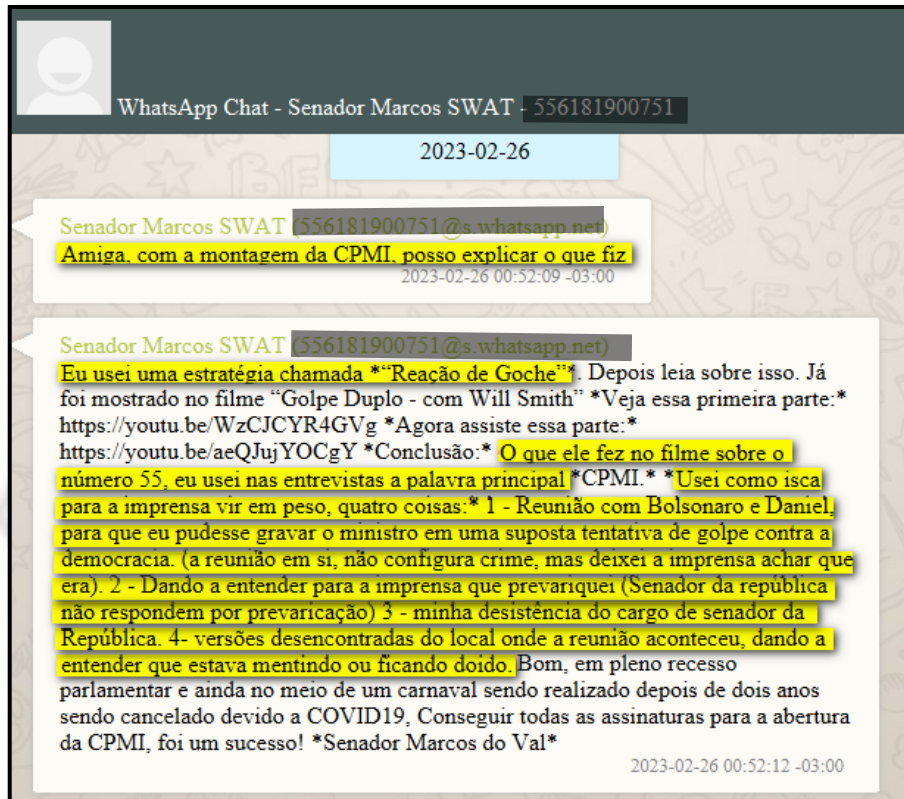 WhatsApp Chat - Senador Marcos SWAT -
2023-02-26
Senador Marcos SWAT
Amiga, com a montagem da CPMI, posso explicar o que fiz
2023-02-26 00:52:09 -03:00
Senador Marcos SWAT
Eu usei uma estratégia chamada *“Reação de Goche”*. Depois leia sobre isso. Já
foi mostrado no filme “Golpe Duplo - com Will Smith” *Veja essa primeira parte:*
https://youtu.be/WzCJCYR4GVg *Agora assiste essa parte:*
https://youtu.be/aeQJujYOCgY *Conclusão:* O que ele fez no filme sobre o
número 55, eu usei nas entrevistas a palavra principal *CPMI.* *Usei como isca
para a imprensa vir em peso, quatro coisas:* 1 - Reunião com Bolsonaro e Daniel,
para que eu pudesse gravar o ministro em uma suposta tentativa de golpe contra a
democracia. (a reunião em si, não configura crime, mas deixei a imprensa achar que
era). 2 - Dando a entender para a imprensa que prevariquei (Senador da república
não respondem por prevaricação) 3 - minha desistência do cargo de senador da
República. 4- versões desencontradas do local onde a reunião aconteceu, dando a
entender que estava mentindo ou ficando doido. Bom, em pleno recesso
parlamentar e ainda no meio de um carnaval sendo realizado depois de dois anos
sendo cancelado devido a COVID19, Conseguir todas as assinaturas para a abertura
da CPMI, foi um sucesso! *Senador Marcos do Val*
2023-02-26 00:52:12 -03:00